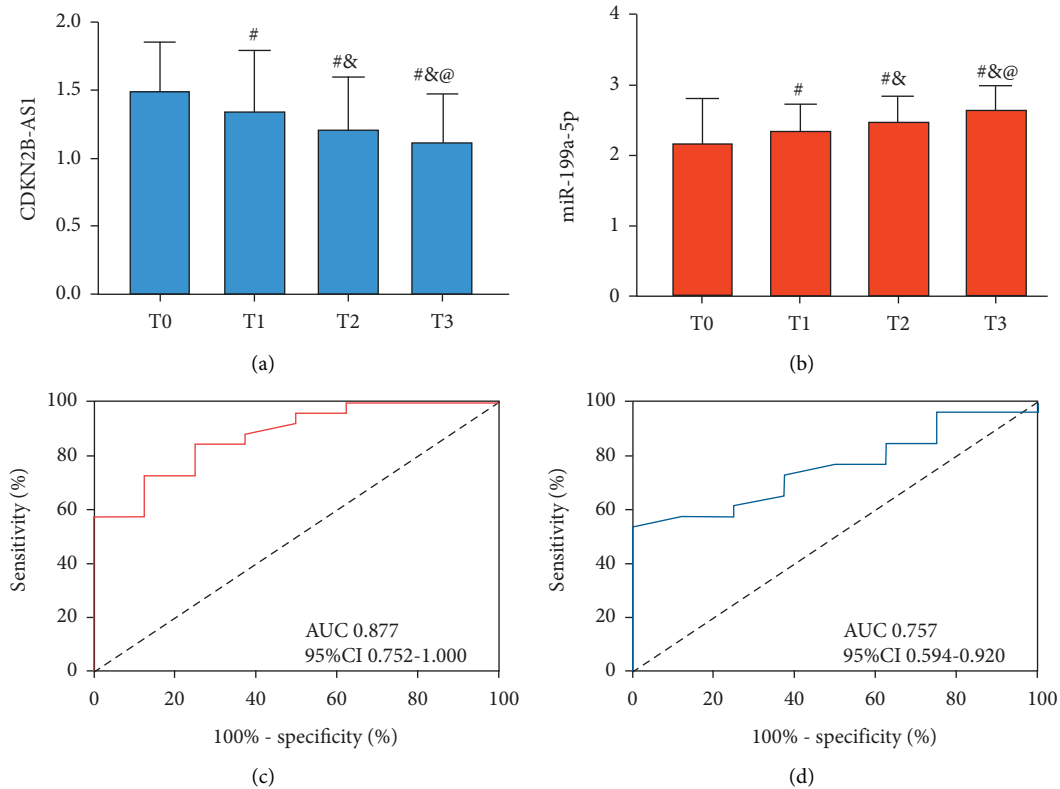 2.0
1.5
1.0
0.5
0.0
CDKN2B-AS1
#
#&
#&@
T0 T1 T2 T3
(a)
4
3
2
1
0
miR-199a-5p
#
#&
#&@
T0 T1 T2 T3
(b)
100
80
60
40
20
0
Sensitivity (%)
AUC 0.877
95%CI 0.752-1.000
0 20 40 60 80 100
100% - specificity (%)
(c)
100
80
60
40
20
0
Sensitivity (%)
AUC 0.757
95%CI 0.594-0.920
0 20 40 60 80 100
100% - specificity (%)
(d)